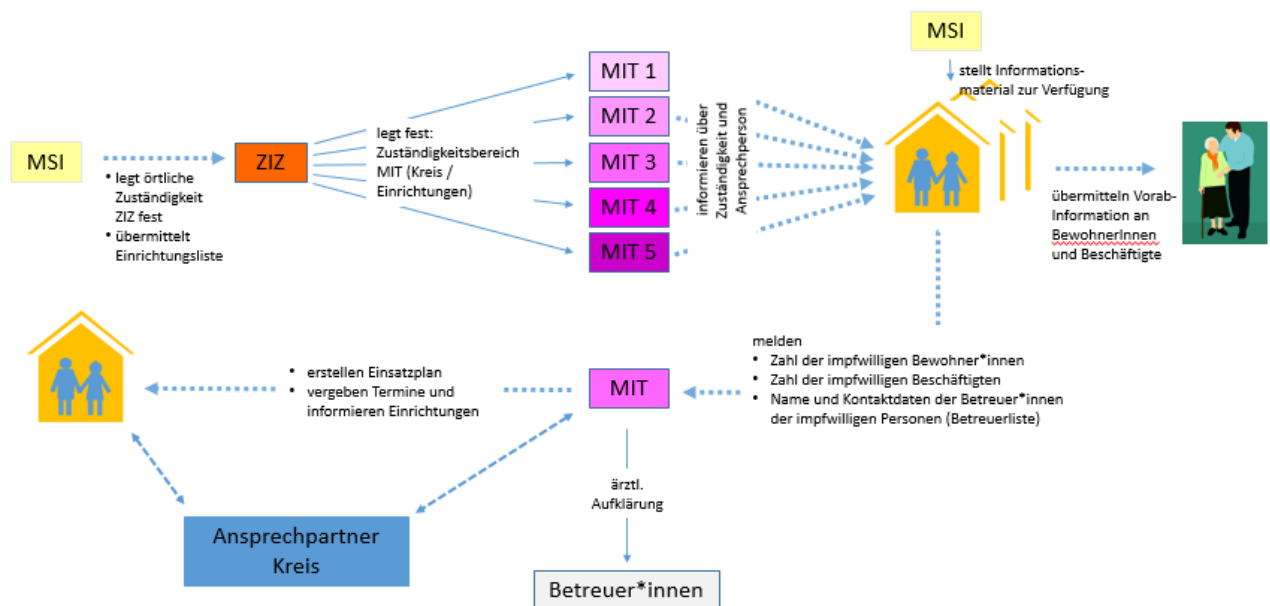 MSI
• legt örtliche
Zuständigkeit
ZIZ fest
• übermittelt
Einrichtungsliste
ZIZ
legt fest:
Zuständigkeitsbereich
MIT (Kreis /
Einrichtungen)
MIT 1
MIT 2
MIT 3
MIT 4
MIT 5
informieren über
Zuständigkeit und
Ansprechperson
MSI
stellt Informations-
material zur Verfügung
übermitteln Vorab-
Information an
BewohnerInnen
und Beschäftigte
melden
• Zahl der impfwilligen Bewohner*innen
• Zahl der impfwilligen Beschäftigten
• Name und Kontaktdaten der Betreuer*innen
der impfwilligen Personen (Betreuerliste)
MIT
• erstellen Einsatzplan
• vergeben Termine und
informieren Einrichtungen
Ansprechpartner
Kreis
ärztl.
Aufklärung
Betreuer*innen